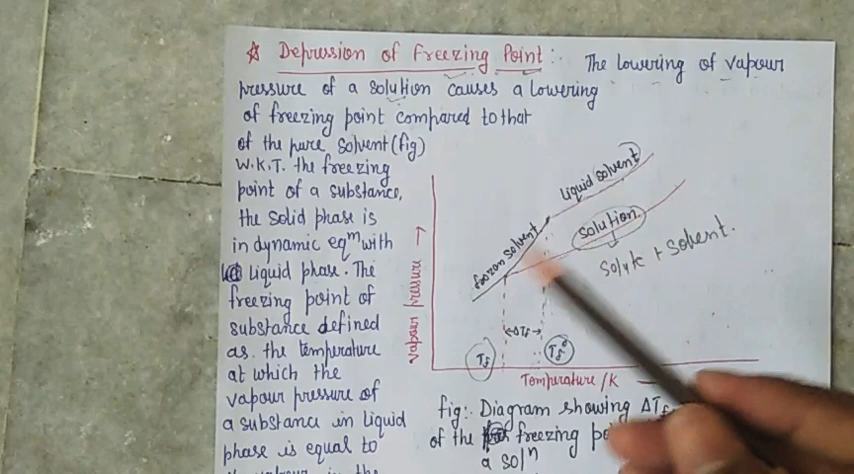 ☆ Depression of Freezing Point: The lowering of vapour
pressure of a solution causes a lowering
of freezing point compared to that
of the pure solvent (fig)
W.K.T. the freezing
point of a substance,
the solid phase is
in dynamic eqᵐ with
Liquid phase. The
freezing point of
substance defined
as the temperature
at which the
vapour pressure of
a substance in liquid
phase is equal to
in the
Liquid solvent
frozen solvent
solution
solute + solvent.
vapour pressure →
←ΔTf→
Tf
Tf°
Temperature/K
fig:- Diagram showing ΔTf
of the freezing
a solⁿ